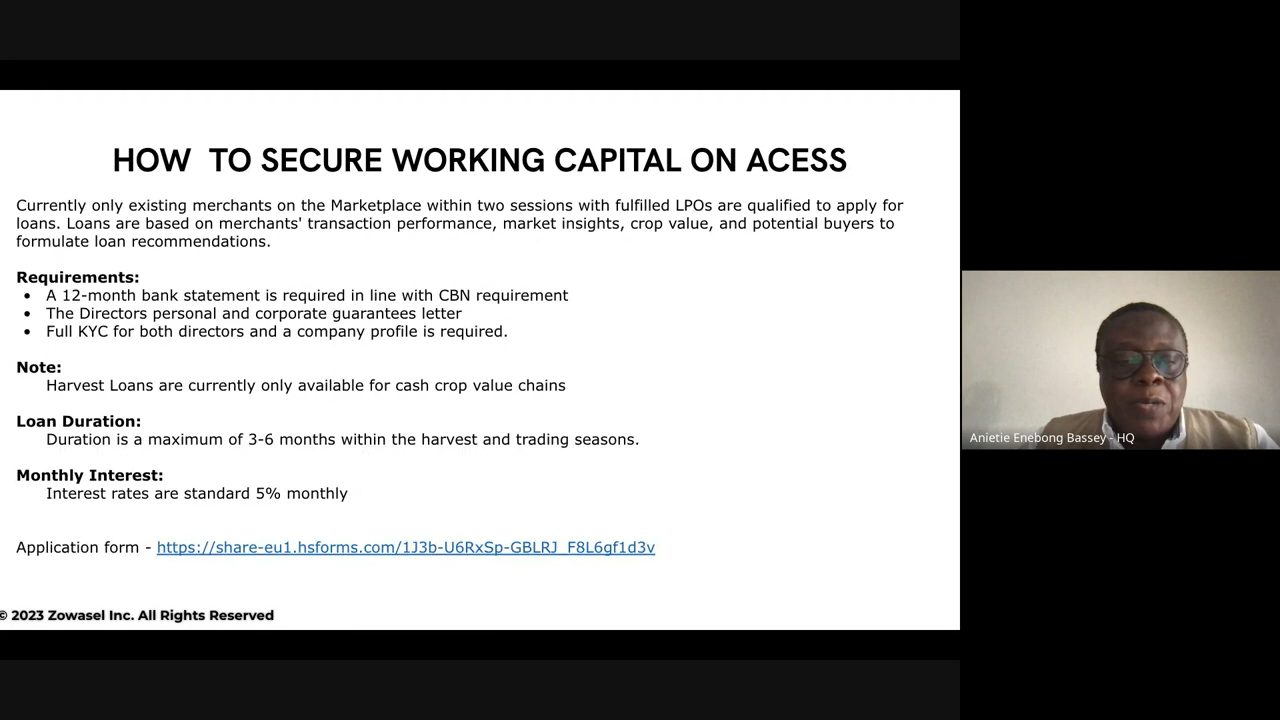 HOW TO SECURE WORKING CAPITAL ON ACESS
Currently only existing merchants on the Marketplace within two sessions with fulfilled LPOs are qualified to apply for
loans. Loans are based on merchants' transaction performance, market insights, crop value, and potential buyers to
formulate loan recommendations.
Requirements:
• A 12-month bank statement is required in line with CBN requirement
• The Directors personal and corporate guarantees letter
• Full KYC for both directors and a company profile is required.
Note:
Harvest Loans are currently only available for cash crop value chains
Loan Duration:
Duration is a maximum of 3-6 months within the harvest and trading seasons.
Monthly Interest:
Interest rates are standard 5% monthly
Application form - https://share-eu1.hsforms.com/1J3b-U6RxSp-GBLRJ_F8L6gf1d3v
© 2023 Zowasel Inc. All Rights Reserved
Anietie Enebong Bassey - HQ